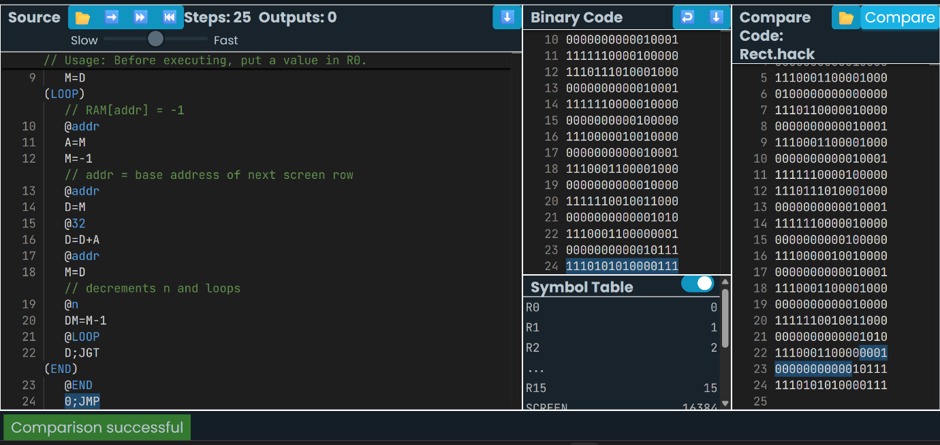 Source
Steps: 25 Outputs: 0
Slow
Fast
// Usage: Before executing, put a value in R0.
9 M=D
(LOOP)
// RAM[addr] = -1
10 @addr
11 A=M
12 M=-1
// addr = base address of next screen row
13 @addr
14 D=M
15 @32
16 D=D+A
17 @addr
18 M=D
// decrements n and loops
19 @n
20 DM=M-1
21 @LOOP
22 D;JGT
(END)
23 @END
24 0;JMP
Binary Code
10 0000000000010001
11 1111110000100000
12 1110111010001000
13 0000000000010001
14 1111110000010000
15 0000000000100000
16 1110000010010000
17 0000000000010001
18 1110001100001000
19 0000000000010000
20 1111110010011000
21 0000000000001010
22 1110001100000001
23 0000000000010111
24 1110101010000111
Symbol Table
R0 0
R1 1
R2 2
...
R15 15
SCREEN 16384
Compare
Code:
Rect.hack
Compare
5 1110001100001000
6 0100000000000000
7 1110110000010000
8 0000000000010001
9 1110001100001000
10 0000000000010001
11 1111110000100000
12 1110111010001000
13 0000000000010001
14 1111110000010000
15 0000000000100000
16 1110000010010000
17 0000000000010001
18 1110001100001000
19 0000000000010000
20 1111110010011000
21 0000000000001010
22 1110001100000001
23 0000000000010111
24 1110101010000111
25
Comparison successful